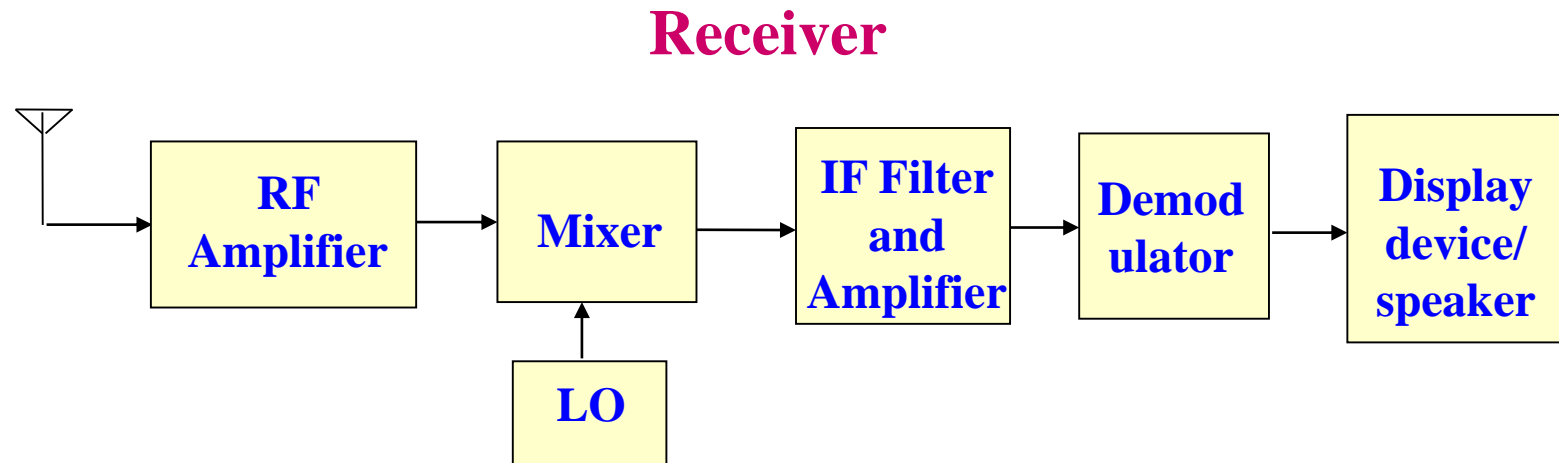 Receiver
RF
Amplifier
Mixer
IF Filter
and
Amplifier
Demod
ulator
Display
device/
speaker
LO